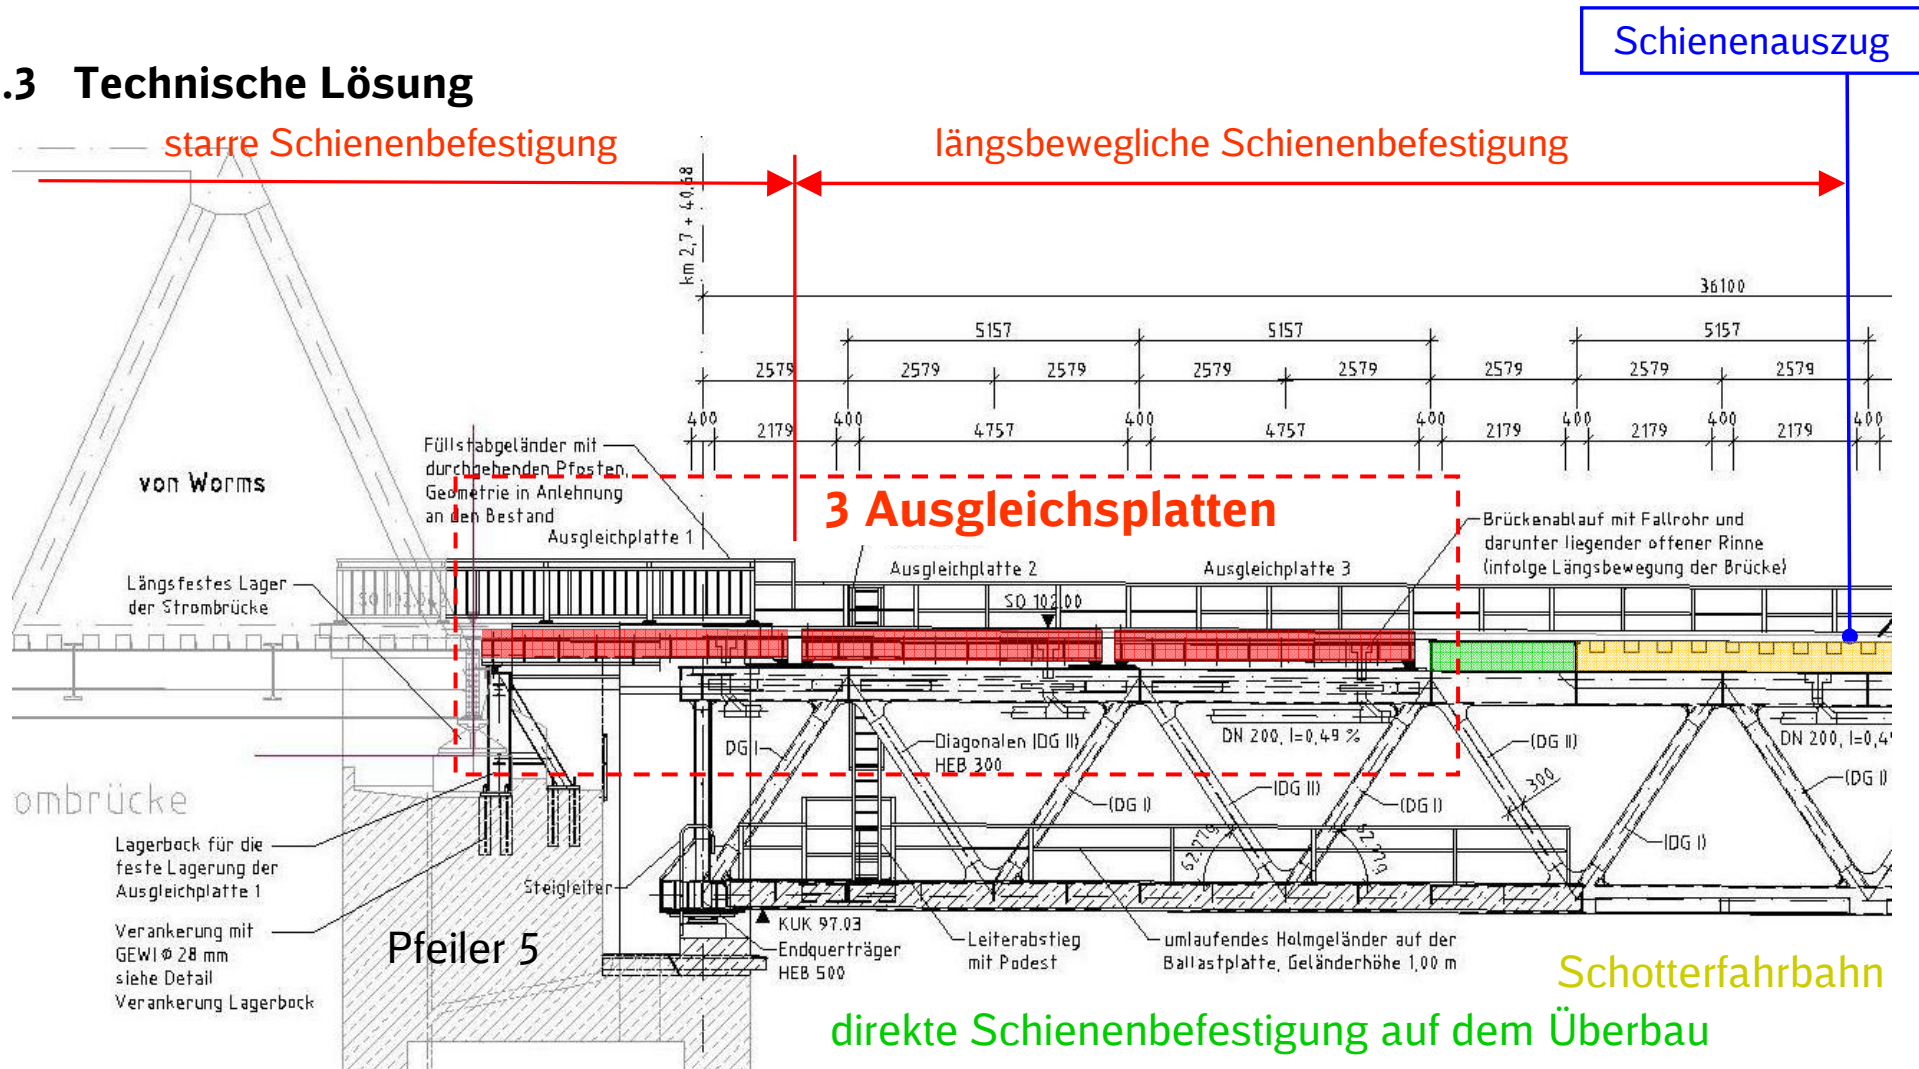 Schienenauszug
.3 Technische Lösung
starre Schienenbefestigung
längsbewegliche Schienenbefestigung
km 2,7 + 40.68
36100
5157 5157 5157
2579 2579 2579 2579 2579 2579 2579 2579
400 400 400 400 400 400 400
2179 4757 4757 2179 2179 2179
Füllstabgeländer mit
durchgehenden Pfosten,
Geometrie in Anlehnung
an den Bestand
von Worms
3 Ausgleichsplatten
Ausgleichplatte 1
Brückenablauf mit Fallrohr und
darunter liegender offener Rinne
(infolge Längsbewegung der Brücke)
Ausgleichplatte 2
Ausgleichplatte 3
Längsfestes Lager
der Strombrücke
SO 102.00
DG I
Diagonalen (DG II)
HEB 300
DN 200, I=0,49 %
(DG II)
DN 200, I=0,4
(DG I)
(DG II)
(DG I)
300
(DG I)
ombrücke
62.77g
62.77g
(DG I)
Lagerbock für die
feste Lagerung der
Ausgleichplatte 1
Steigleiter
Verankerung mit
GEWI ϕ 28 mm
siehe Detail
Verankerung Lagerbock
Pfeiler 5
KUK 97.03
Endquerträger
HEB 500
Leiterabstieg
mit Podest
umlaufendes Holmgeländer auf der
Ballastplatte, Geländerhöhe 1,00 m
Schotterfahrbahn
direkte Schienenbefestigung auf dem Überbau